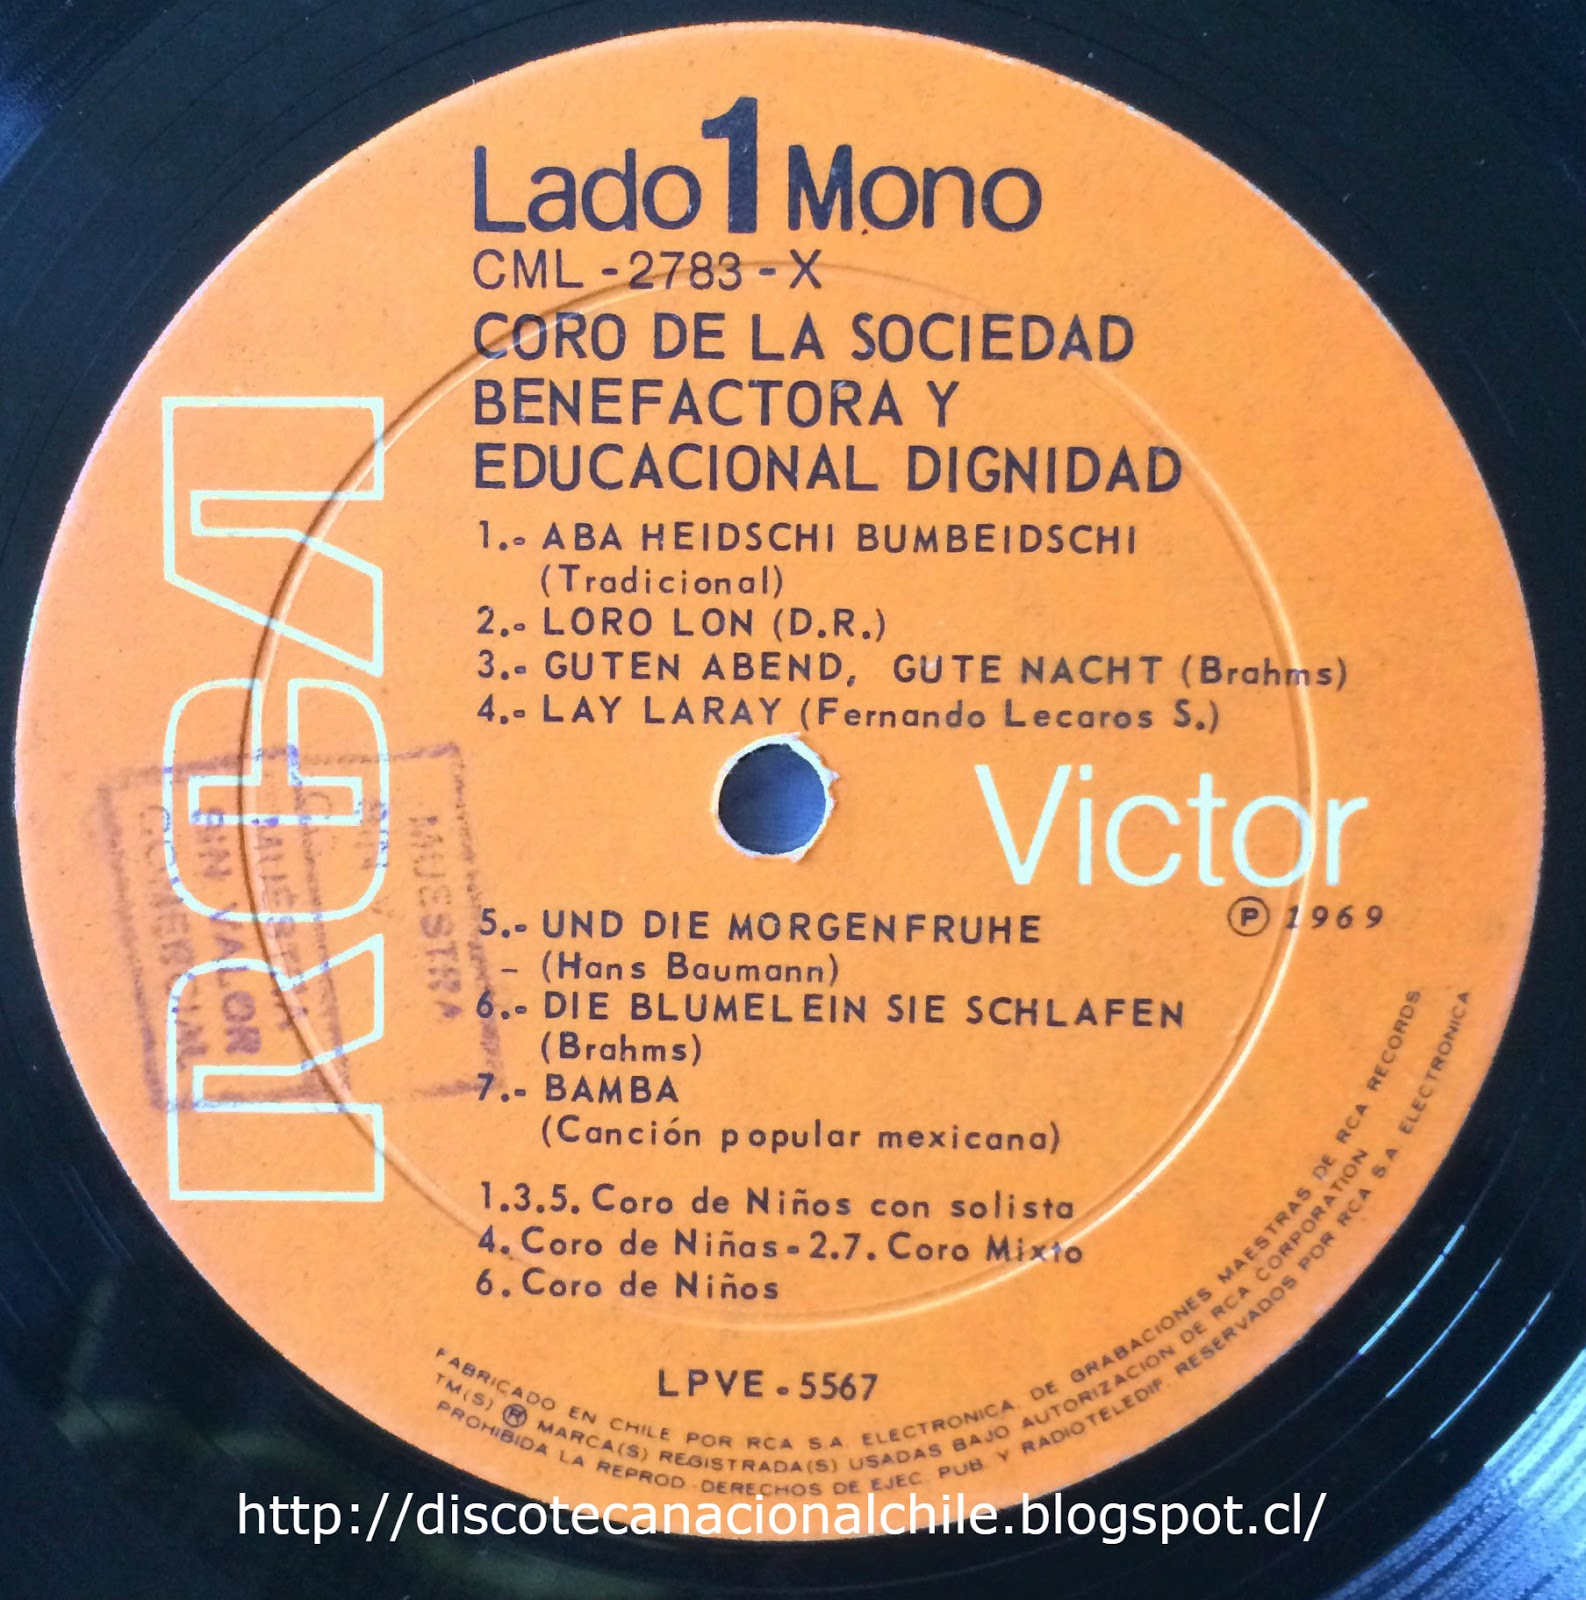 Lado 1 Mono
CML - 2783 - X
CORO DE LA SOCIEDAD
BENEFACTORA Y
EDUCACIONAL DIGNIDAD
1.- ABA HEIDSCHI BUMBEIDSCHI
(Tradicional)
2.- LORO LON (D.R.)
3.- GUTEN ABEND, GUTE NACHT (Brahms)
4.- LAY LARAY (Fernando Lecaros S.)
RCA
Victor
℗ 1969
MUESTRA
MUESTRA
SIN VALOR
COMERCIAL
5.- UND DIE MORGENFRUHE
- (Hans Baumann)
6.- DIE BLUMELEIN SIE SCHLAFEN
(Brahms)
7.- BAMBA
(Canción popular mexicana)
1.3.5. Coro de Niños con solista
4. Coro de Niñas - 2.7. Coro Mixto
6. Coro de Niños
LPVE - 5567
FABRICADO EN CHILE POR RCA S.A. ELECTRONICA. DE GRABACIONES MAESTRAS DE RCA RECORDS
TM(S) ® MARCA(S) REGISTRADA(S) USADAS BAJO AUTORIZACION DE RCA CORPORATION
PROHIBIDA LA REPROD. DERECHOS DE EJEC. PUB. Y RADIOTELEDIF. RESERVADOS POR RCA S.A. ELECTRONICA
http://discotecanacionalchile.blogspot.cl/